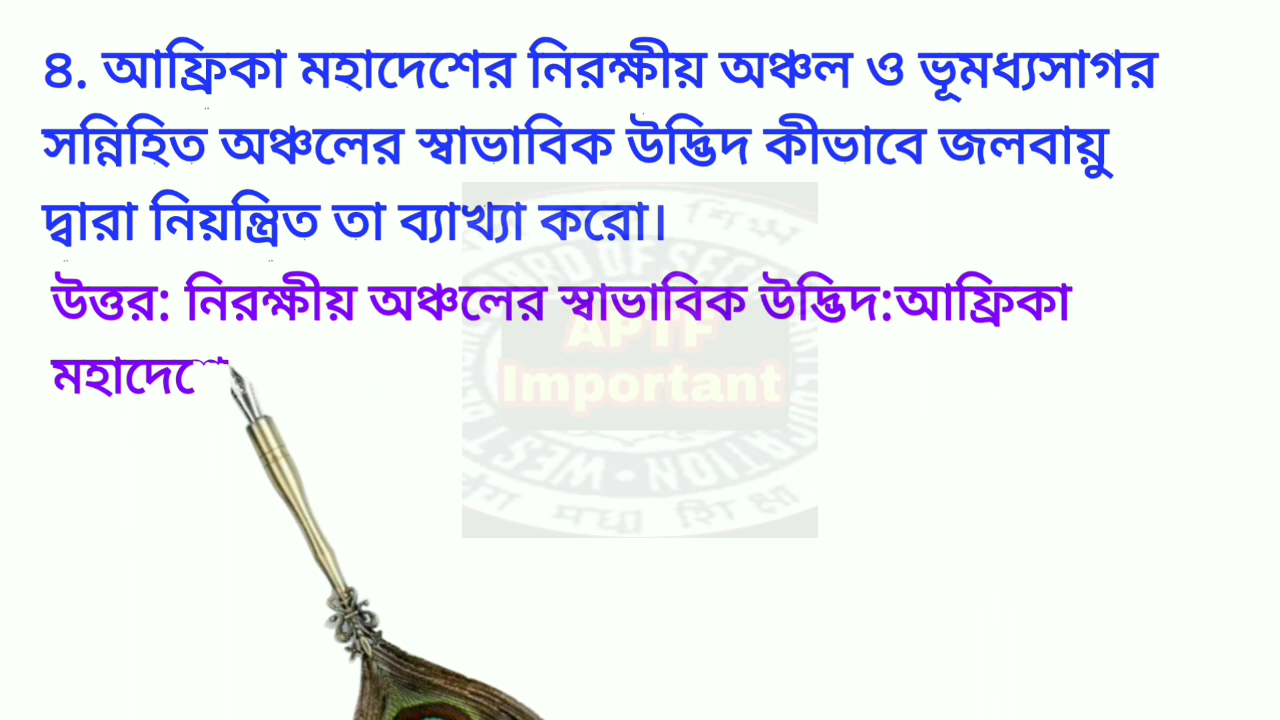 ৪. আফ্রিকা মহাদেশের নিরক্ষীয় অঞ্চল ও ভূমধ্যসাগর
সন্নিহিত অঞ্চলের স্বাভাবিক উদ্ভিদ কীভাবে জলবায়ু
দ্বারা নিয়ন্ত্রিত তা ব্যাখ্যা করো।
উত্তর: নিরক্ষীয় অঞ্চলের স্বাভাবিক উদ্ভিদ:আফ্রিকা
মহাদেশে
APTF
Important